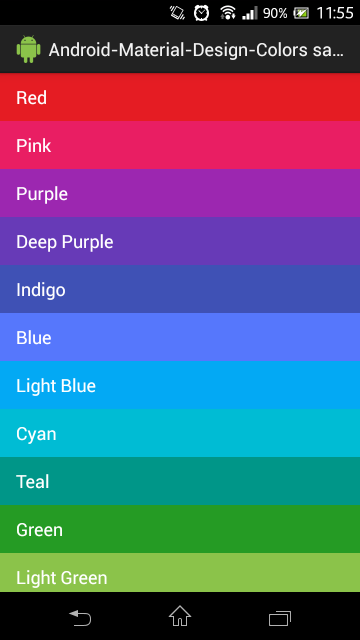 90% 11:55
Android-Material-Design-Colors sa...
Red
Pink
Purple
Deep Purple
Indigo
Blue
Light Blue
Cyan
Teal
Green
Light Green